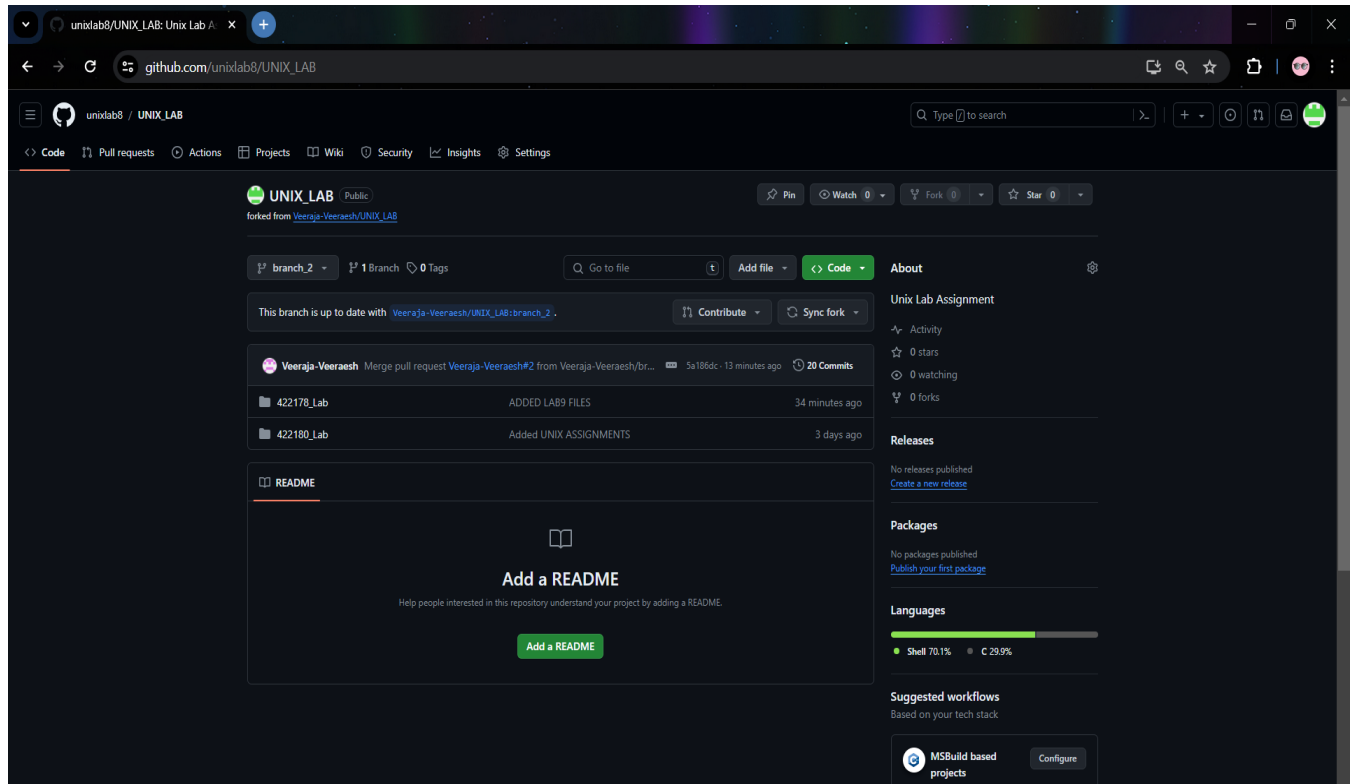 unixlab8/UNIX_LAB: Unix Lab A
github.com/unixlab8/UNIX_LAB
unixlab8 / UNIX_LAB
Type / to search
Code Pull requests Actions Projects Wiki Security Insights Settings
UNIX_LAB Public
Pin Watch 0 Fork 0 Star 0
forked from Veeraja-Veeraesh/UNIX_LAB
branch_2 1 Branch 0 Tags Go to file t Add file Code
This branch is up to date with Veeraja-Veeraesh/UNIX_LAB:branch_2 .
Contribute Sync fork
Veeraja-Veeraesh Merge pull request Veeraja-Veeraesh#2 from Veeraja-Veeraesh/br... 5a186dc · 13 minutes ago 20 Commits
422178_Lab ADDED LAB9 FILES 34 minutes ago
422180_Lab Added UNIX ASSIGNMENTS 3 days ago
README
Add a README
Help people interested in this repository understand your project by adding a README.
Add a README
About
Unix Lab Assignment
Activity
0 stars
0 watching
0 forks
Releases
No releases published
Create a new release
Packages
No packages published
Publish your first package
Languages
Shell 70.1% C 29.9%
Suggested workflows
Based on your tech stack
MSBuild based
projects
Configure